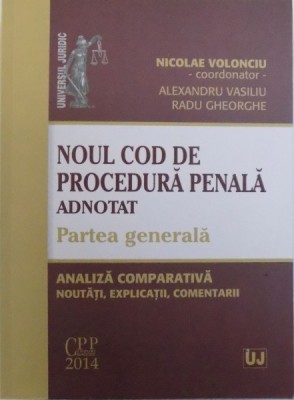 UNIVERSUL JURIDIC
NICOLAE VOLONCIU
- coordonator -
ALEXANDRU VASILIU
RADU GHEORGHE
NOUL COD DE
PROCEDURĂ PENALĂ
ADNOTAT
Partea generală
ANALIZĂ COMPARATIVĂ
NOUTĂȚI, EXPLICAȚII, COMENTARII
CPP
2014
UJ